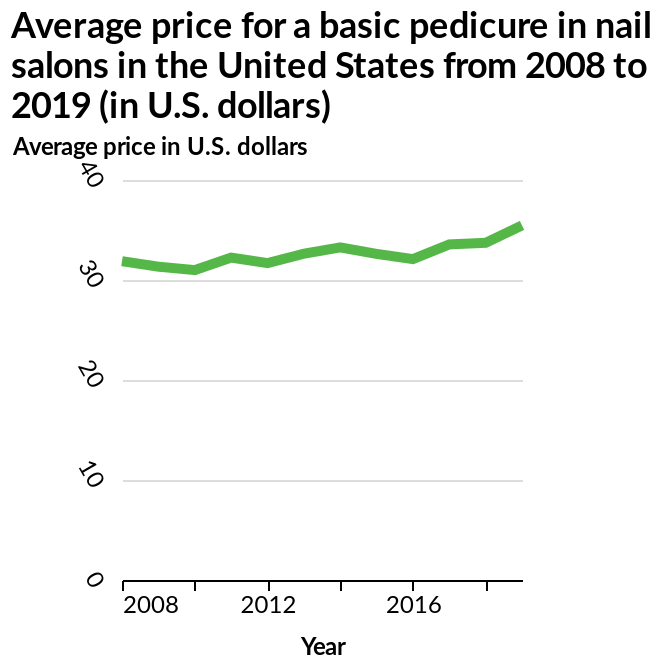 Average price for a basic pedicure in nail
salons in the United States from 2008 to
2019 (in U.S. dollars)
Average price in U.S. dollars
40
30
20
10
0
2008 2012 2016
Year